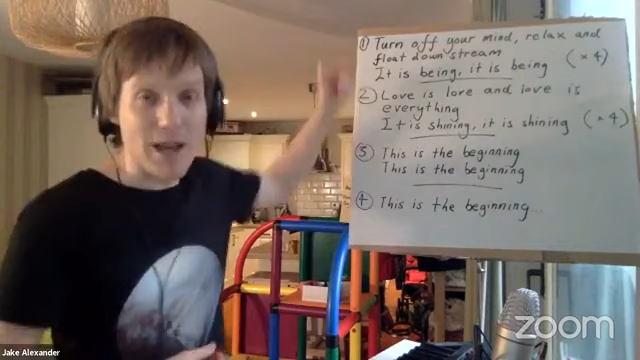 ① Turn off your mind, relax and
float down stream
It is being, it is being (×4)
② Love is love and love is
everything
It is shining, it is shining (×4)
③ This is the beginning
This is the beginning
④ This is the beginning...
Jake Alexander
zoom